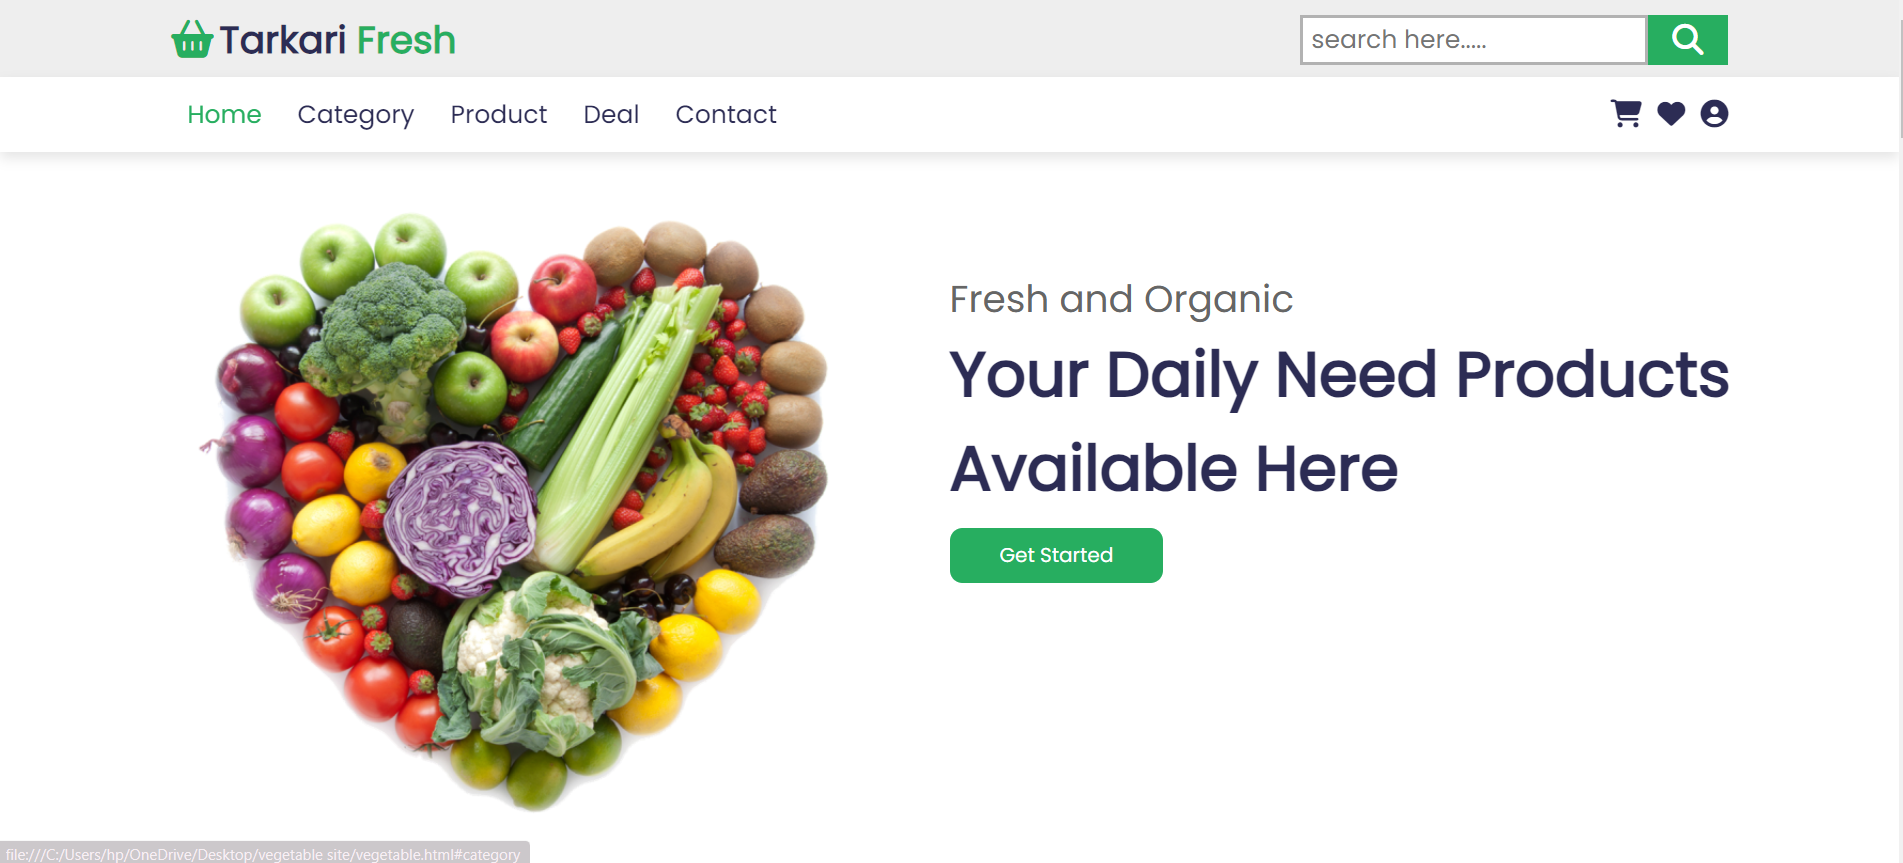 Tarkari Fresh
search here.....
Home Category Product Deal Contact
Fresh and Organic
Your Daily Need Products
Available Here
Get Started
file:///C:/Users/hp/OneDrive/Desktop/vegetable site/vegetable.html#category